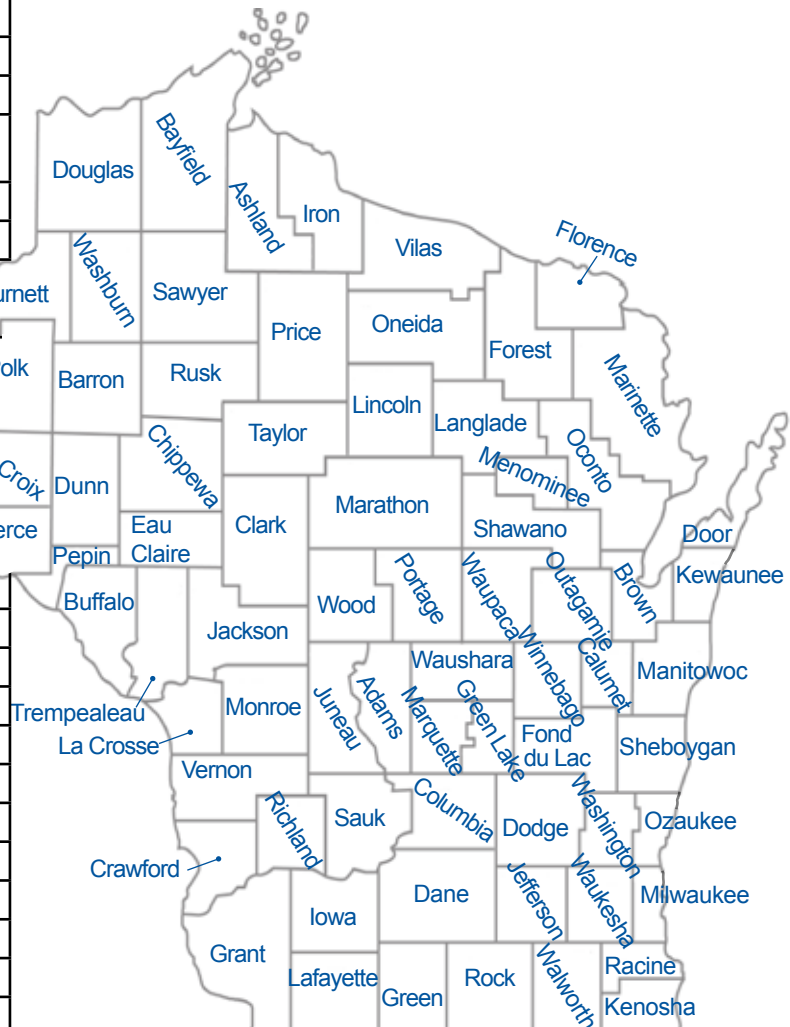 Douglas
Bayfield
Ashland
Iron
Vilas
Florence
urnett
Washburn
Sawyer
Price
Oneida
Forest
Marinette
olk
Barron
Rusk
Lincoln
Langlade
Oconto
Taylor
Chippewa
Menominee
Croix
Dunn
Marathon
Clark
Shawano
erce
Eau
Claire
Pepin
Door
Kewaunee
Buffalo
Wood
Portage
Waupaca
Outagamie
Brown
Jackson
Waushara
Winnebago
Calumet
Manitowoc
Trempealeau
Monroe
Juneau
Adams
Marquette
Green Lake
La Crosse
Fond
du Lac
Sheboygan
Vernon
Richland
Sauk
Columbia
Dodge
Washington
Ozaukee
Crawford
Dane
Jefferson
Waukesha
Milwaukee
Iowa
Grant
Lafayette
Green
Rock
Walworth
Racine
Kenosha